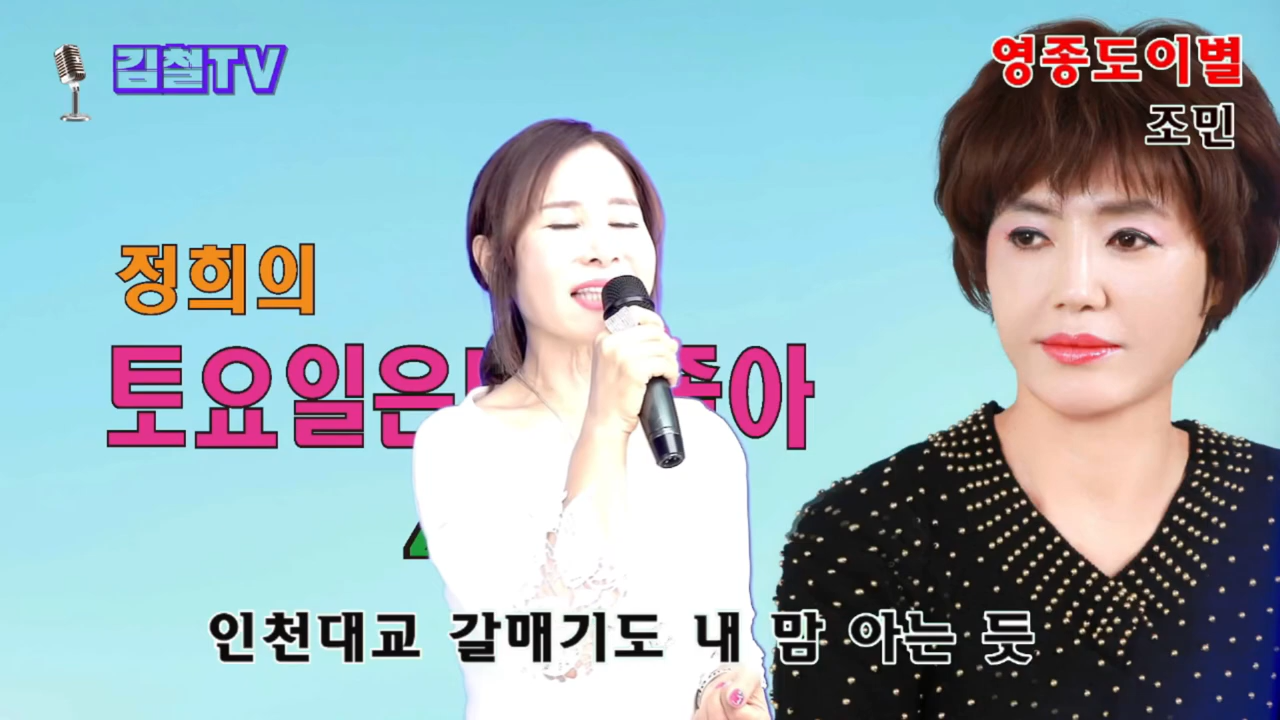 김철TV
영종도이별
조민
정희의
토요일은 아
인천대교 갈매기도 내 맘 아는 듯